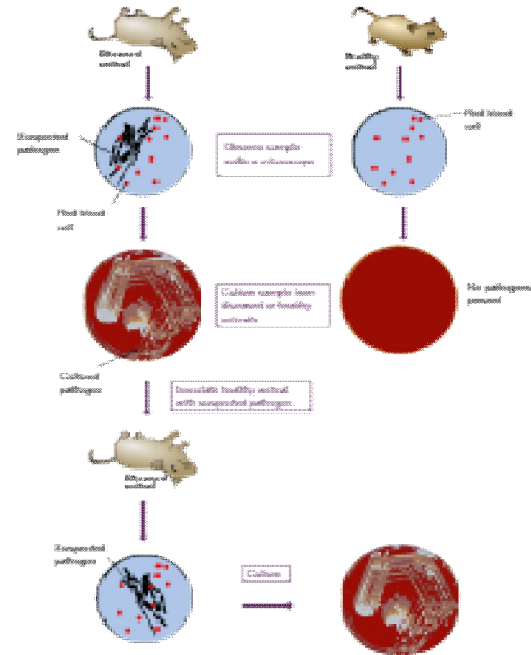 Diseased
animal
Healthy
animal
Red blood
cell
Suspected
pathogen
Observe sample
under a microscope
Red blood
cell
Culture sample from
diseased or healthy
animals
No pathogens
present
Cultured
pathogen
Inoculate healthy animal
with suspected pathogen
Diseased
animal
Suspected
pathogen
Culture